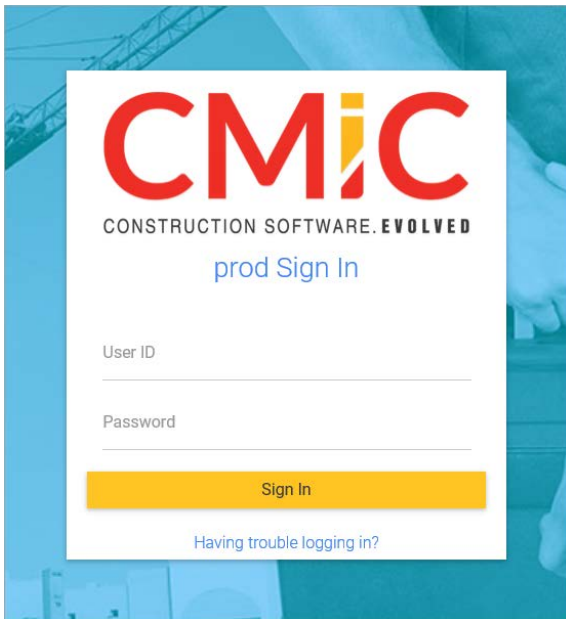 CMiC
CONSTRUCTION SOFTWARE. EVOLVED
prod Sign In
User ID
Password
Sign In
Having trouble logging in?